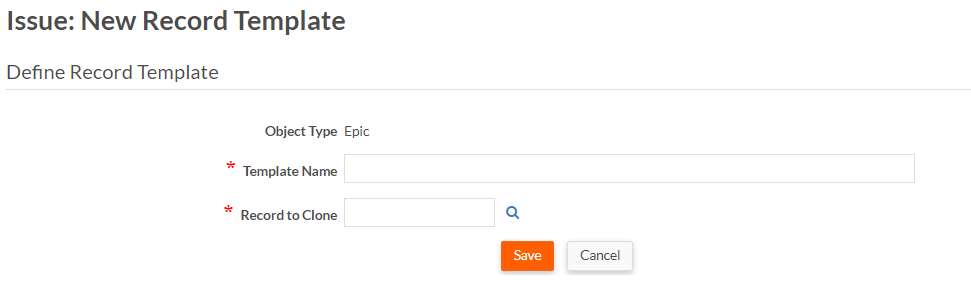 Issue: New Record Template
Define Record Template
Object Type Epic
* Template Name
* Record to Clone
Save Cancel